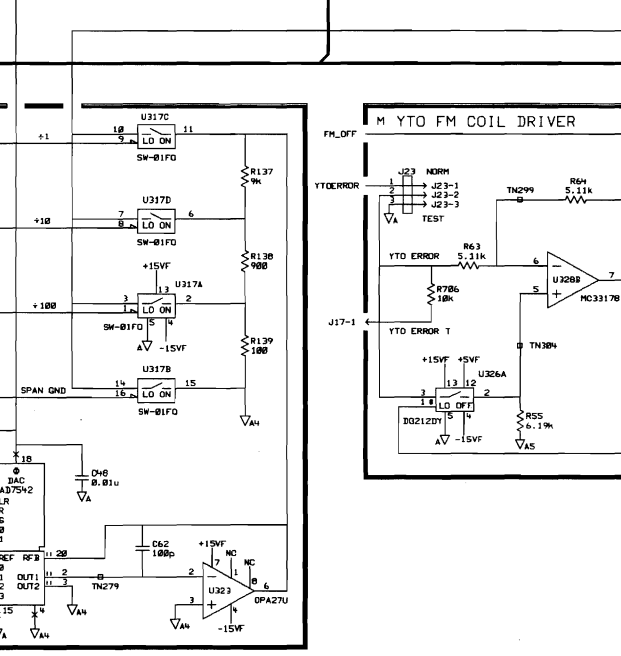 U317C
÷1
10
9
11
LO ON
SW-01FQ
R137
9k
U317D
÷10
7
8
6
LO ON
SW-01FQ
R138
900
+15VF
U317A
÷100
13
3
1
2
LO ON
SW-01FQ
5
4
A
-15VF
R139
100
U317B
SPAN GND
14
16
15
LO ON
SW-01FQ
A4
18
DAC
AD7542
C48
0.01u
A
REF RFB
20
OUT1
2
OUT2
3
15
4
TN279
A4
A4
C62
100p
+15VF
7
NC
1
NC
8
2
3
U323
6
OPA27U
4
-15VF
A4
M YTO FM COIL DRIVER
FM_OFF
YTOERROR
J23
NORM
1
J23-1
2
J23-2
3
J23-3
A
TEST
TN299
R64
5.11k
YTO ERROR
R63
5.11k
6
5
U328B
7
MC33178
R706
10k
J17-1
YTO ERROR T
TN304
+15VF +5VF
U326A
13 12
3
1
2
LO OFF
DG212DY
5
4
A
-15VF
R55
6.19k
A5